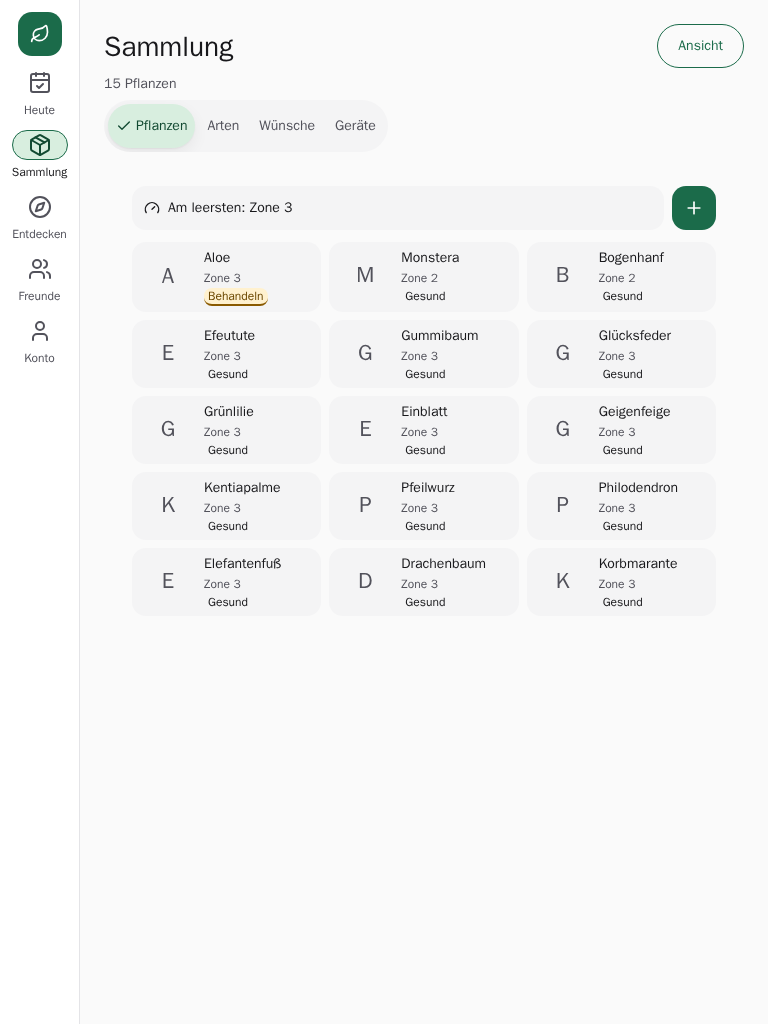 Heute
Sammlung
Entdecken
Freunde
Konto
Sammlung
Ansicht
15 Pflanzen
Pflanzen
Arten
Wünsche
Geräte
Am leersten: Zone 3
A
Aloe
Zone 3
Behandeln
M
Monstera
Zone 2
Gesund
B
Bogenhanf
Zone 2
Gesund
E
Efeutute
Zone 3
Gesund
G
Gummibaum
Zone 3
Gesund
G
Glücksfeder
Zone 3
Gesund
G
Grünlilie
Zone 3
Gesund
E
Einblatt
Zone 3
Gesund
G
Geigenfeige
Zone 3
Gesund
K
Kentiapalme
Zone 3
Gesund
P
Pfeilwurz
Zone 3
Gesund
P
Philodendron
Zone 3
Gesund
E
Elefantenfuß
Zone 3
Gesund
D
Drachenbaum
Zone 3
Gesund
K
Korbmarante
Zone 3
Gesund